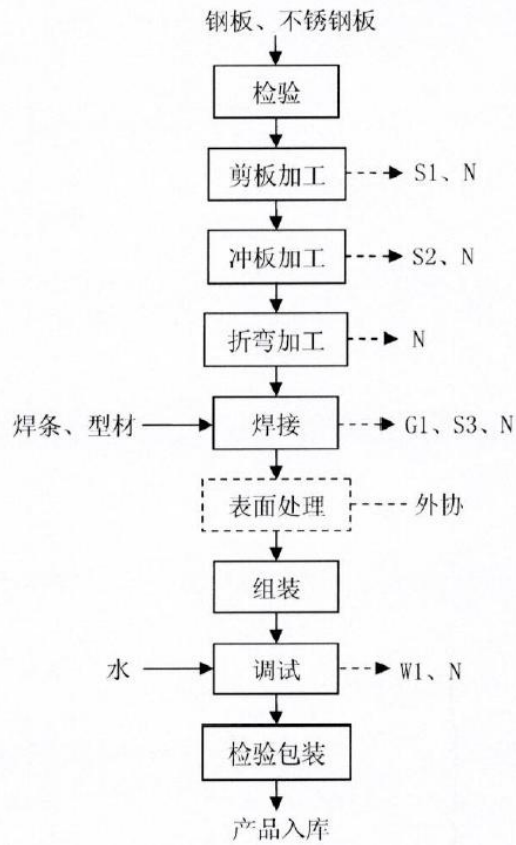 钢板、不锈钢板
检验
剪板加工
S1、N
冲板加工
S2、N
折弯加工
N
焊条、型材
焊接
G1、S3、N
表面处理
外协
组装
水
调试
W1、N
检验包装
产品入库